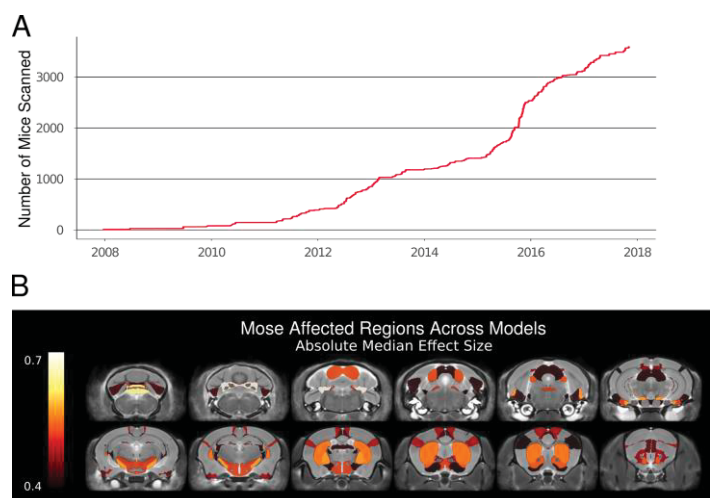 A
Number of Mice Scanned
3000
2000
1000
0
2008 2010 2012 2014 2016 2018
B
Mose Affected Regions Across Models
Absolute Median Effect Size
0.7
0.4